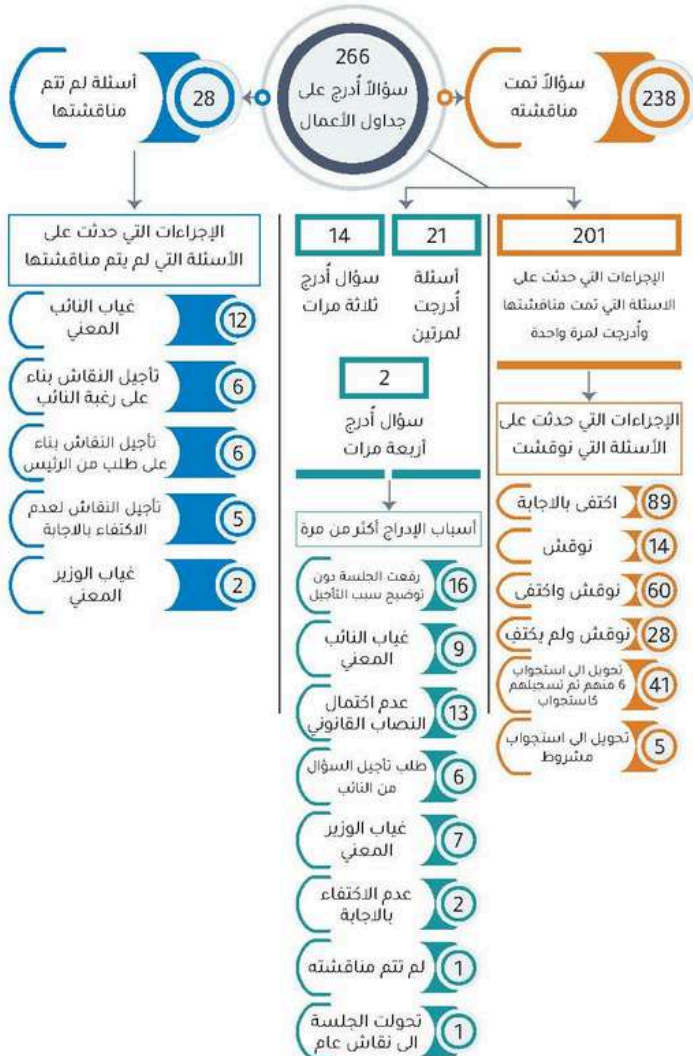 266
سؤالاً أُدرج على
جداول الأعمال
238
سؤالاً تمت
مناقشته
28
أسئلة لم تتم
مناقشتها
201
الإجراءات التي حدثت على
الاسئلة التي تمت مناقشتها
وأُدرجت لمرة واحدة
الإجراءات التي حدثت على
الأسئلة التي نوقشت
89
اكتفى بالاجابة
14
نوقش
60
نوقش واكتفى
28
نوقش ولم يكتفِ
41
تحويل الى استجواب
6 منهم تم تسجيلهم
كاستجواب
5
تحويل الى استجواب
مشروط
21
أسئلة
أُدرجت
لمرتين
14
سؤال أُدرج
ثلاثة مرات
2
سؤال أُدرج
أربعة مرات
أسباب الإدراج أكثر من مرة
16
رفعت الجلسة دون
توضيح سبب التأجيل
9
غياب النائب
المعني
13
عدم اكتمال
النصاب القانوني
6
طلب تأجيل السؤال
من النائب
7
غياب الوزير
المعني
2
عدم الاكتفاء
بالاجابة
1
لم تتم مناقشته
1
تحولت الجلسة
الى نقاش عام
الإجراءات التي حدثت على
الأسئلة التي لم يتم مناقشتها
12
غياب النائب
المعني
6
تأجيل النقاش بناء
على رغبة النائب
6
تأجيل النقاش بناء
على طلب من الرئيس
5
تأجيل النقاش لعدم
الاكتفاء بالاجابة
2
غياب الوزير
المعني